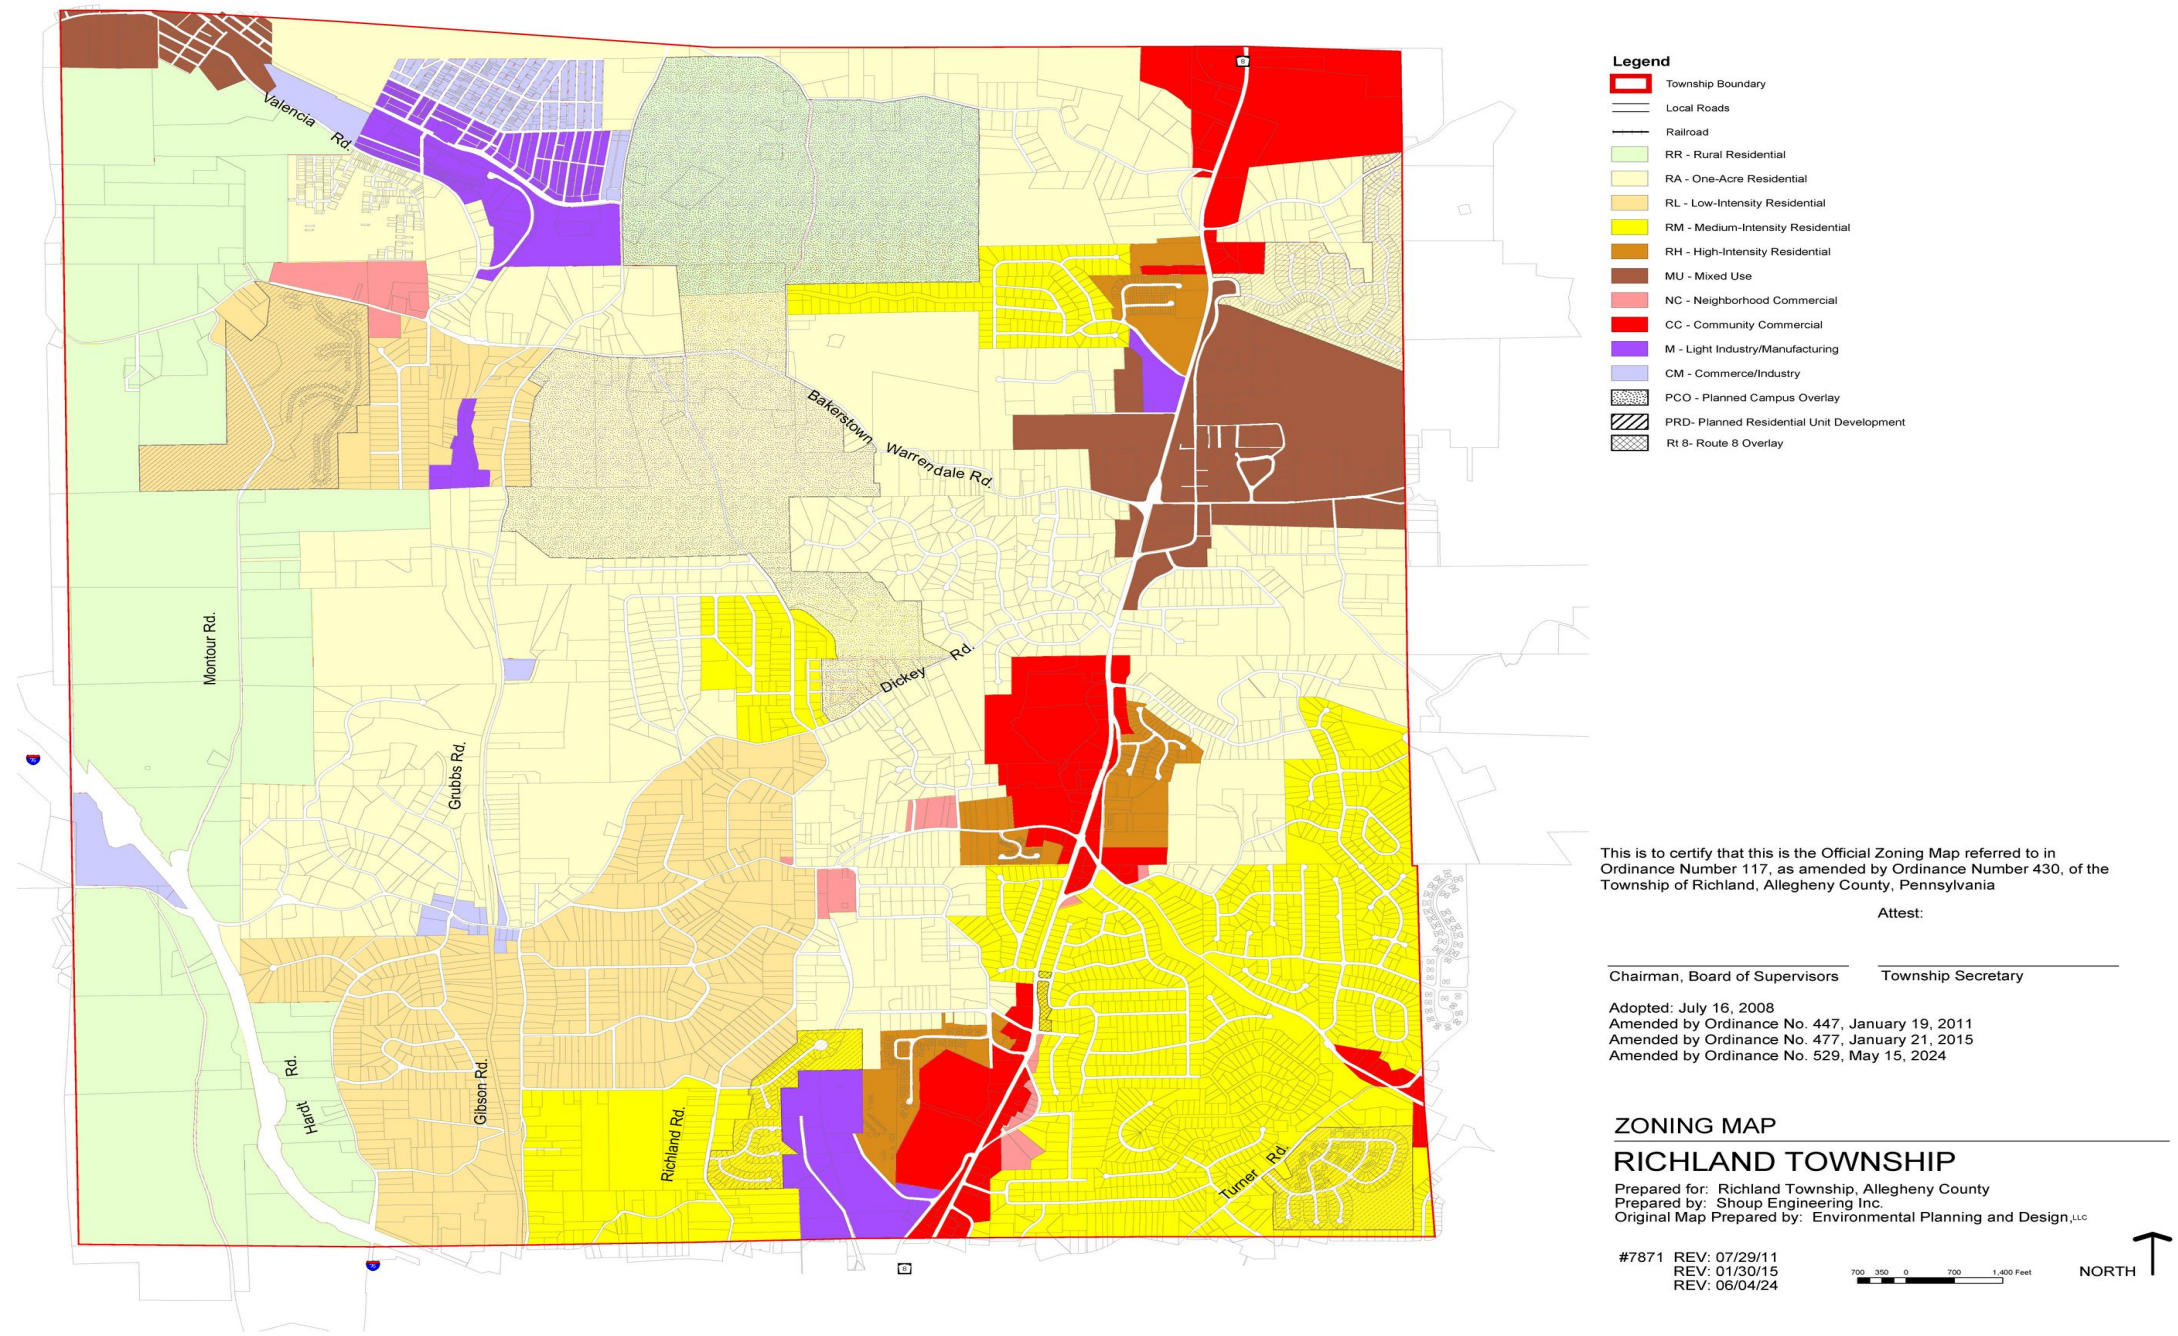 Legend
Township Boundary
Local Roads
Railroad
RR - Rural Residential
RA - One-Acre Residential
RL - Low-Intensity Residential
RM - Medium-Intensity Residential
RH - High-Intensity Residential
MU - Mixed Use
NC - Neighborhood Commercial
CC - Community Commercial
M - Light Industry/Manufacturing
CM - Commerce/Industry
PCO - Planned Campus Overlay
PRD- Planned Residential Unit Development
Rt 8- Route 8 Overlay
8
Valencia Rd.
Bakerstown Warrendale Rd.
Montour Rd.
Dickey Rd.
Grubbs Rd.
76
Hardt Rd.
Gibson Rd.
Richland Rd.
Turner Rd.
76
8
This is to certify that this is the Official Zoning Map referred to in
Ordinance Number 117, as amended by Ordinance Number 430, of the
Township of Richland, Allegheny County, Pennsylvania
Attest:
Chairman, Board of Supervisors Township Secretary
Adopted: July 16, 2008
Amended by Ordinance No. 447, January 19, 2011
Amended by Ordinance No. 477, January 21, 2015
Amended by Ordinance No. 529, May 15, 2024
ZONING MAP
RICHLAND TOWNSHIP
Prepared for: Richland Township, Allegheny County
Prepared by: Shoup Engineering Inc.
Original Map Prepared by: Environmental Planning and Design,LLC
#7871 REV: 07/29/11
REV: 01/30/15
REV: 06/04/24
700 350 0 700 1,400 Feet
NORTH